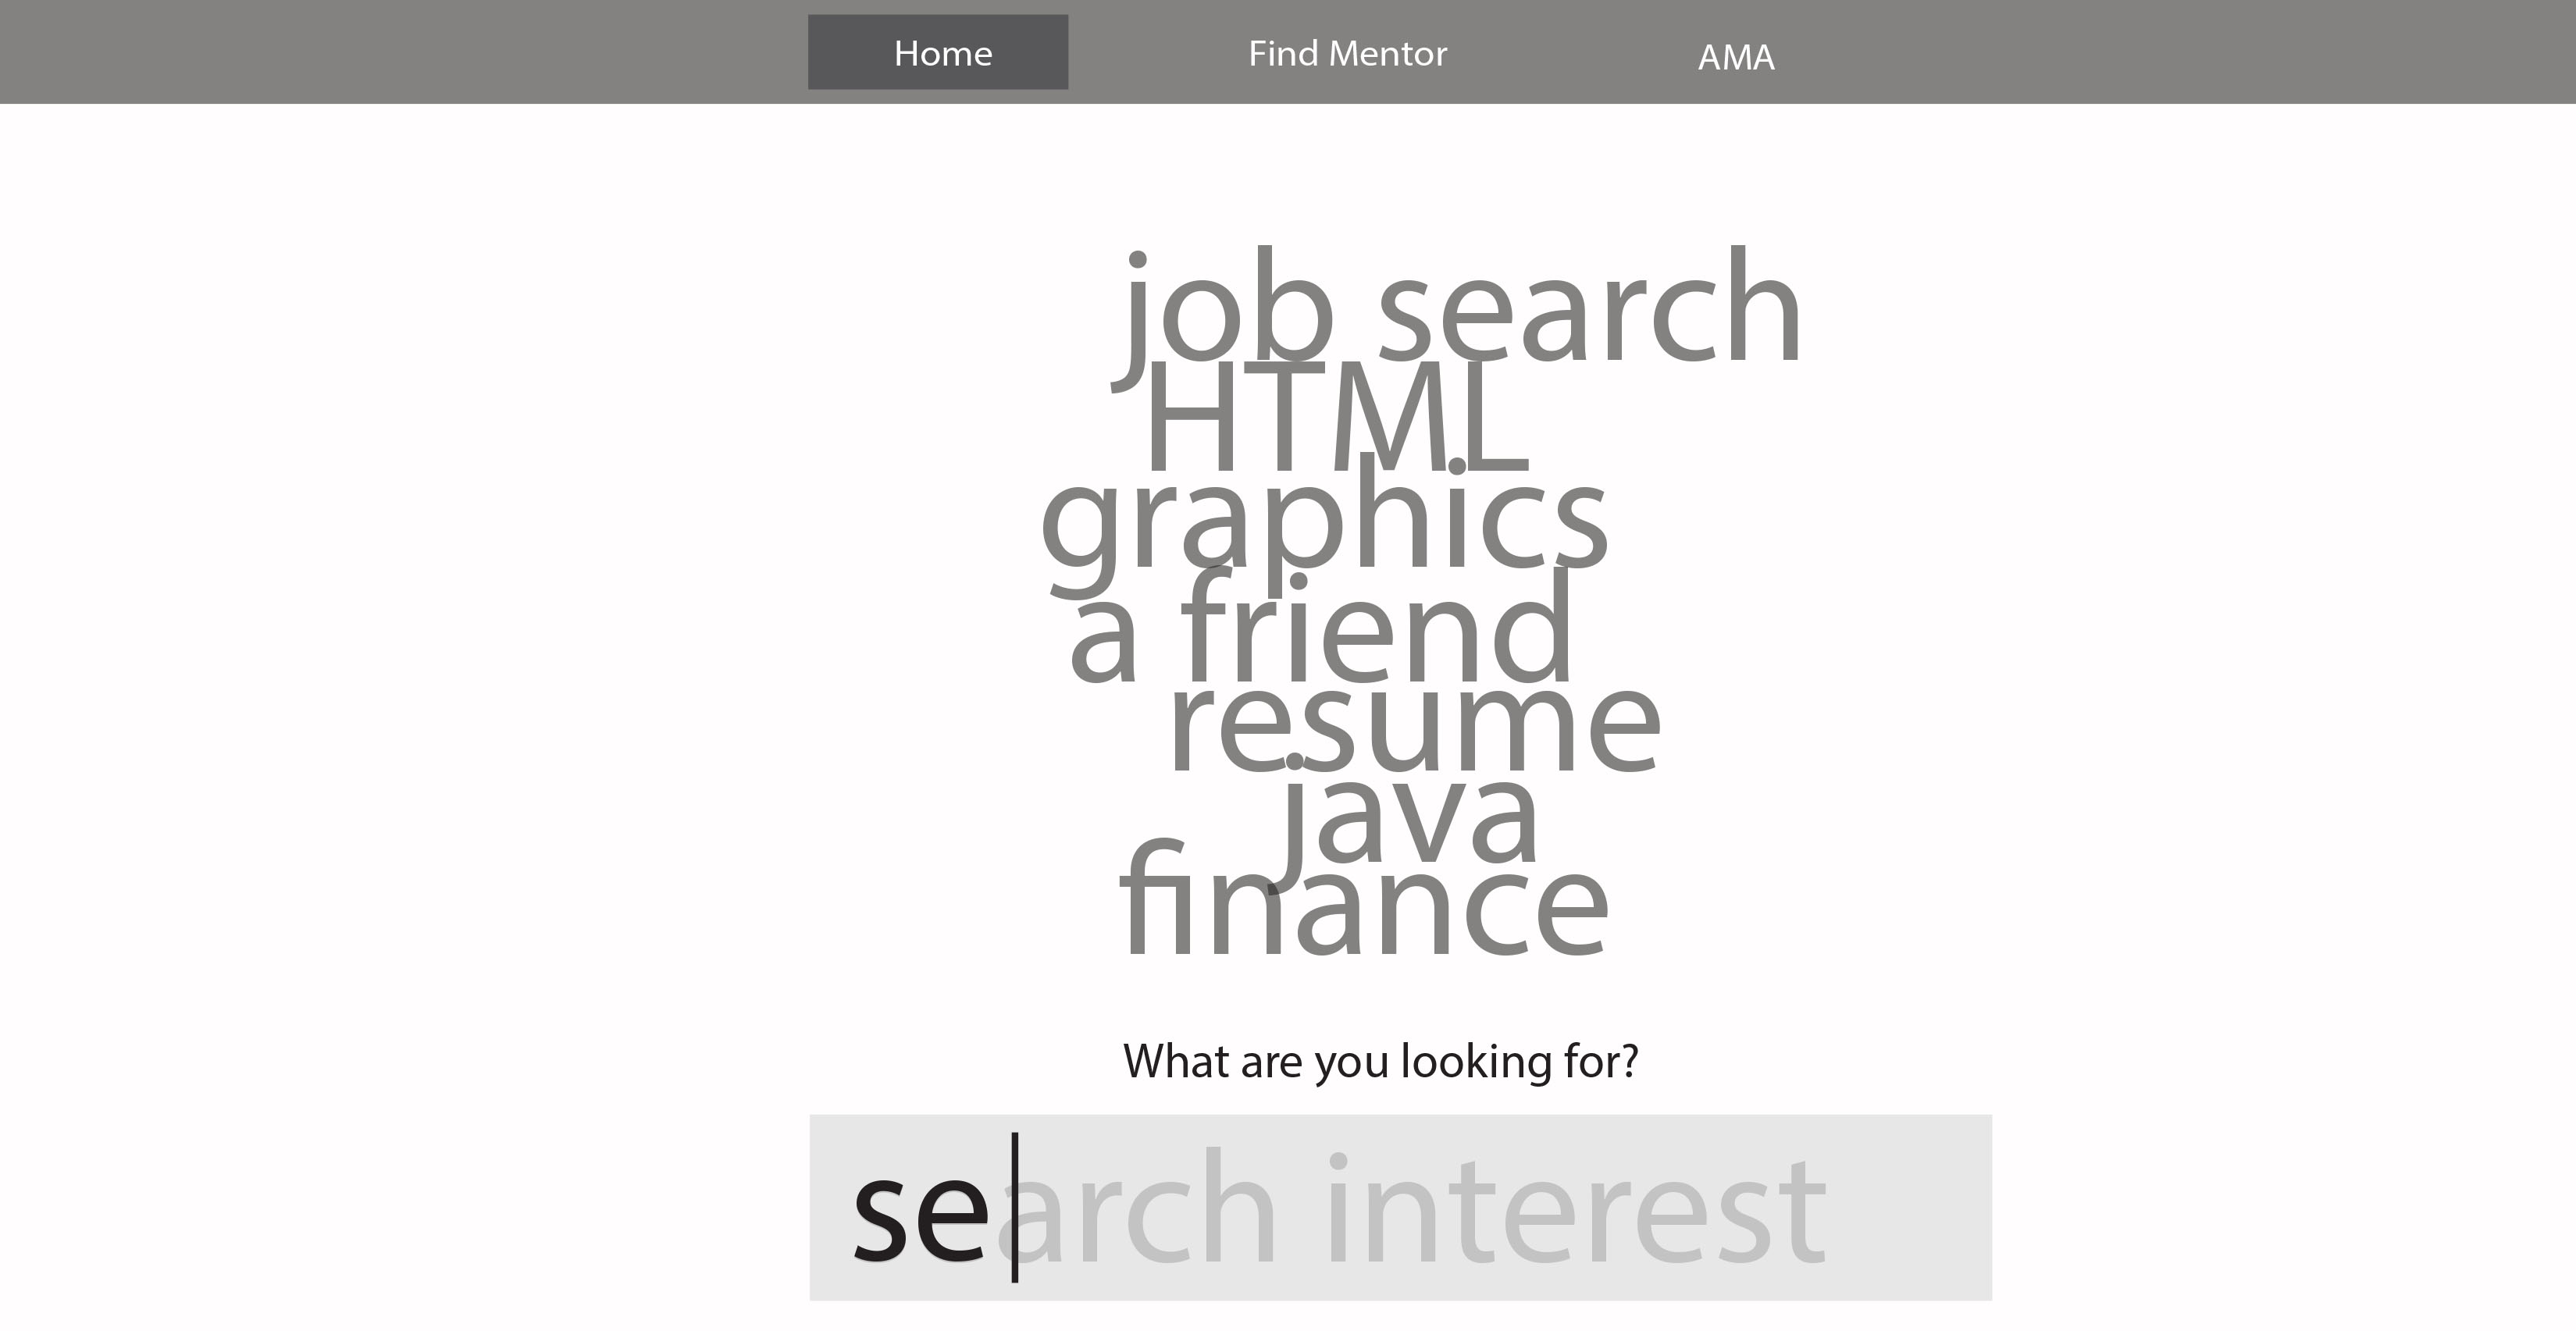 Home Find Mentor AMA
job search
HTML
graphics
a friend
resume
java
finance
What are you looking for?
search interest